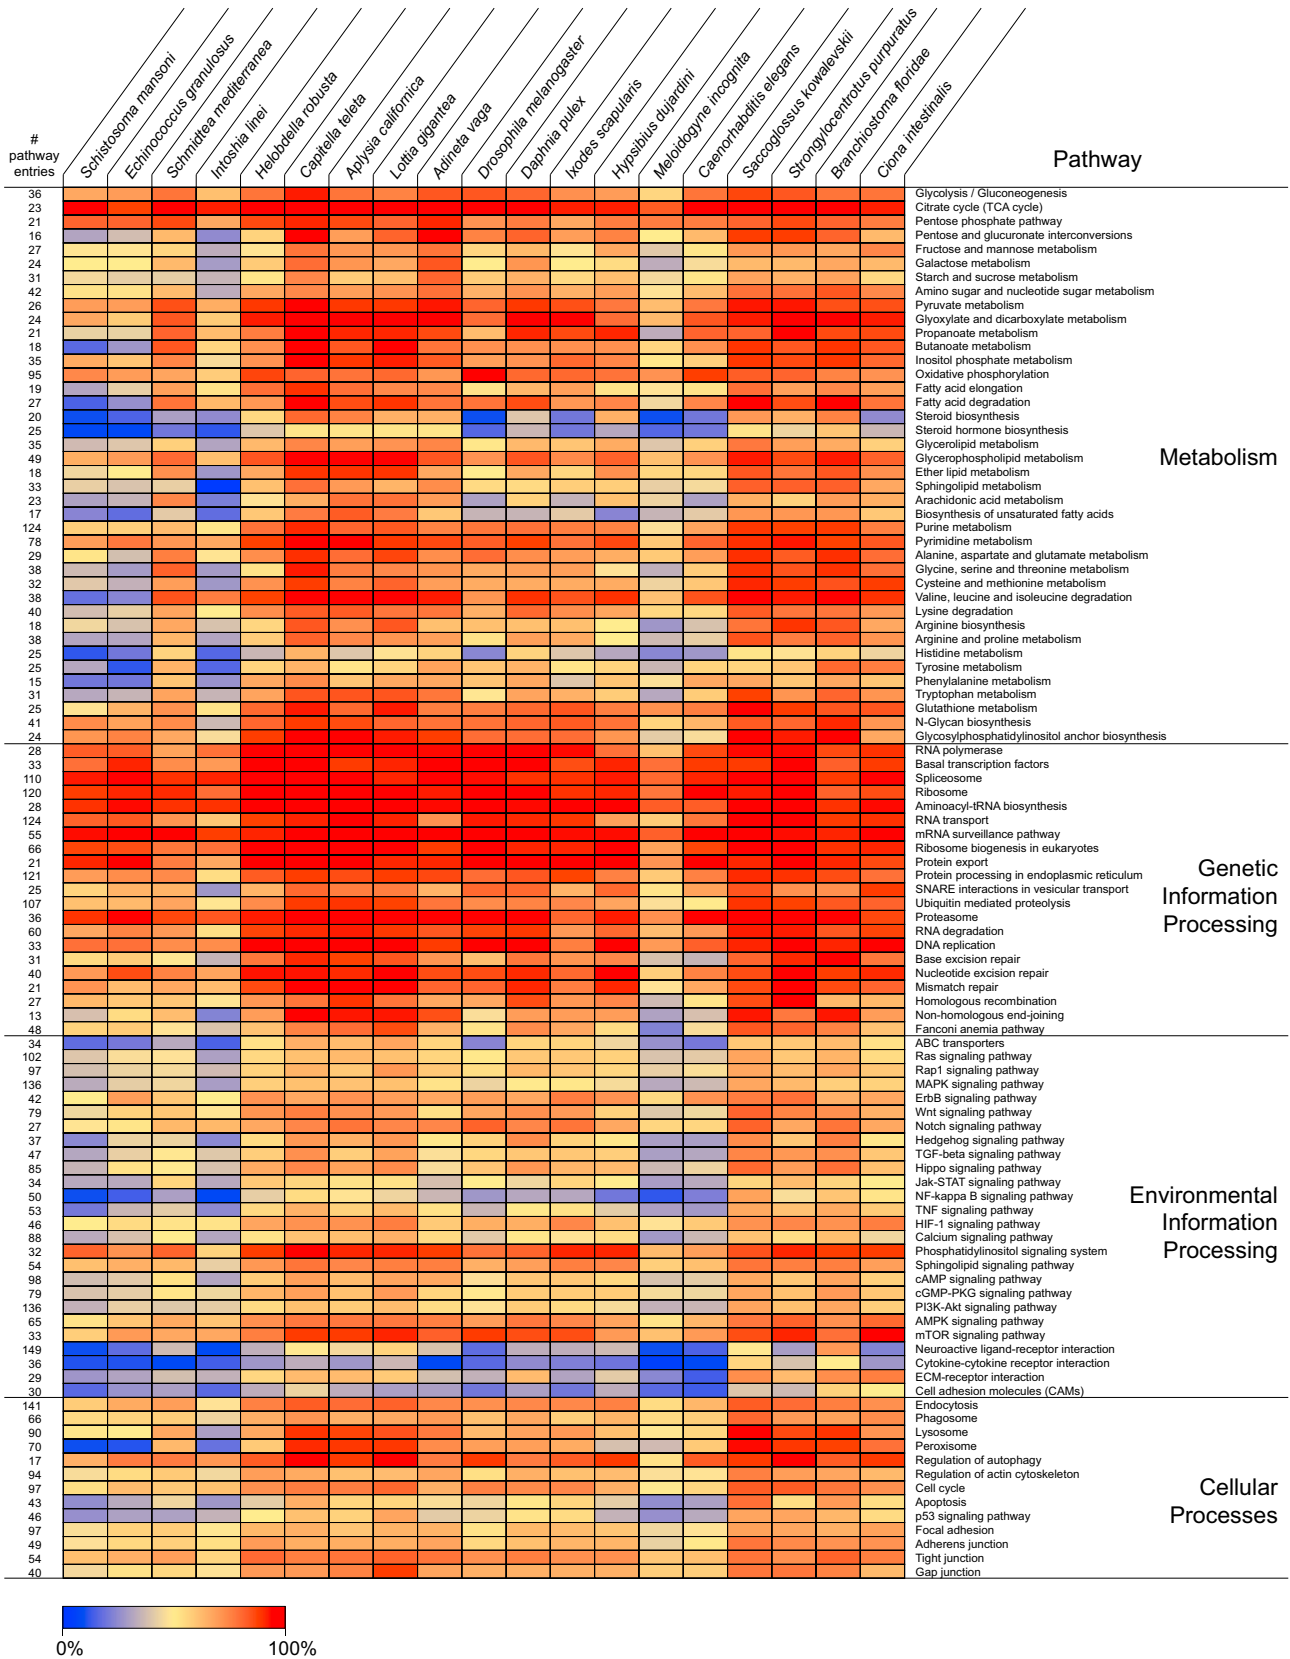 #
pathway
entries
Schistosoma mansoni
Echinococcus granulosus
Schmidtea mediterranea
Intoshia linei
Helobdella robusta
Capitella teleta
Aplysia californica
Lottia gigantea
Adineta vaga
Drosophila melanogaster
Daphnia pulex
Ixodes scapularis
Hypsibius dujardini
Meloidogyne incognita
Caenorhabditis elegans
Saccoglossus kowalevskii
Strongylocentrotus purpuratus
Branchiostoma floridae
Ciona intestinalis
Pathway
36 Glycolysis / Gluconeogenesis
23 Citrate cycle (TCA cycle)
21 Pentose phosphate pathway
16 Pentose and glucuronate interconversions
27 Fructose and mannose metabolism
24 Galactose metabolism
31 Starch and sucrose metabolism
42 Amino sugar and nucleotide sugar metabolism
26 Pyruvate metabolism
24 Glyoxylate and dicarboxylate metabolism
21 Propanoate metabolism
18 Butanoate metabolism
35 Inositol phosphate metabolism
95 Oxidative phosphorylation
19 Fatty acid elongation
27 Fatty acid degradation
20 Steroid biosynthesis
25 Steroid hormone biosynthesis
35 Glycerolipid metabolism
49 Glycerophospholipid metabolism
18 Ether lipid metabolism
33 Sphingolipid metabolism
23 Arachidonic acid metabolism
17 Biosynthesis of unsaturated fatty acids
124 Purine metabolism
78 Pyrimidine metabolism
29 Alanine, aspartate and glutamate metabolism
38 Glycine, serine and threonine metabolism
32 Cysteine and methionine metabolism
38 Valine, leucine and isoleucine degradation
40 Lysine degradation
18 Arginine biosynthesis
38 Arginine and proline metabolism
25 Histidine metabolism
25 Tyrosine metabolism
15 Phenylalanine metabolism
31 Tryptophan metabolism
25 Glutathione metabolism
41 N-Glycan biosynthesis
24 Glycosylphosphatidylinositol anchor biosynthesis
Metabolism
28 RNA polymerase
33 Basal transcription factors
110 Spliceosome
120 Ribosome
28 Aminoacyl-tRNA biosynthesis
124 RNA transport
55 mRNA surveillance pathway
66 Ribosome biogenesis in eukaryotes
21 Protein export
121 Protein processing in endoplasmic reticulum
25 SNARE interactions in vesicular transport
107 Ubiquitin mediated proteolysis
36 Proteasome
60 RNA degradation
33 DNA replication
31 Base excision repair
40 Nucleotide excision repair
21 Mismatch repair
27 Homologous recombination
13 Non-homologous end-joining
48 Fanconi anemia pathway
Genetic
Information
Processing
34 ABC transporters
102 Ras signaling pathway
97 Rap1 signaling pathway
136 MAPK signaling pathway
42 ErbB signaling pathway
79 Wnt signaling pathway
27 Notch signaling pathway
37 Hedgehog signaling pathway
47 TGF-beta signaling pathway
85 Hippo signaling pathway
34 Jak-STAT signaling pathway
50 NF-kappa B signaling pathway
53 TNF signaling pathway
46 HIF-1 signaling pathway
88 Calcium signaling pathway
32 Phosphatidylinositol signaling system
54 Sphingolipid signaling pathway
98 cAMP signaling pathway
79 cGMP-PKG signaling pathway
136 PI3K-Akt signaling pathway
65 AMPK signaling pathway
33 mTOR signaling pathway
149 Neuroactive ligand-receptor interaction
36 Cytokine-cytokine receptor interaction
29 ECM-receptor interaction
30 Cell adhesion molecules (CAMs)
Environmental
Information
Processing
141 Endocytosis
66 Phagosome
90 Lysosome
70 Peroxisome
17 Regulation of autophagy
94 Regulation of actin cytoskeleton
97 Cell cycle
43 Apoptosis
46 p53 signaling pathway
97 Focal adhesion
49 Adherens junction
54 Tight junction
40 Gap junction
Cellular
Processes
0% 100%